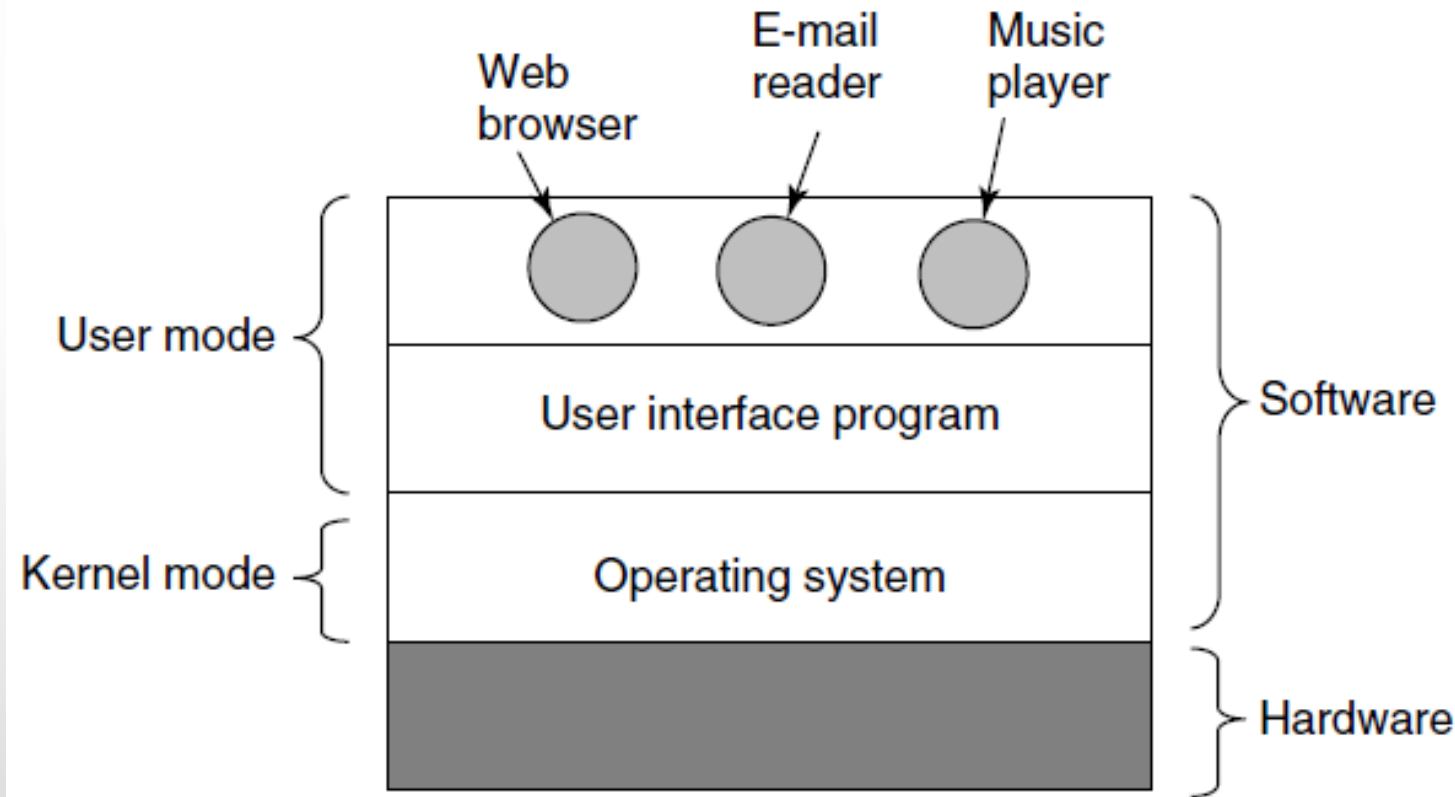 Web
browser
E-mail
reader
Music
player
User mode
User interface program
Software
Kernel mode
Operating system
Hardware